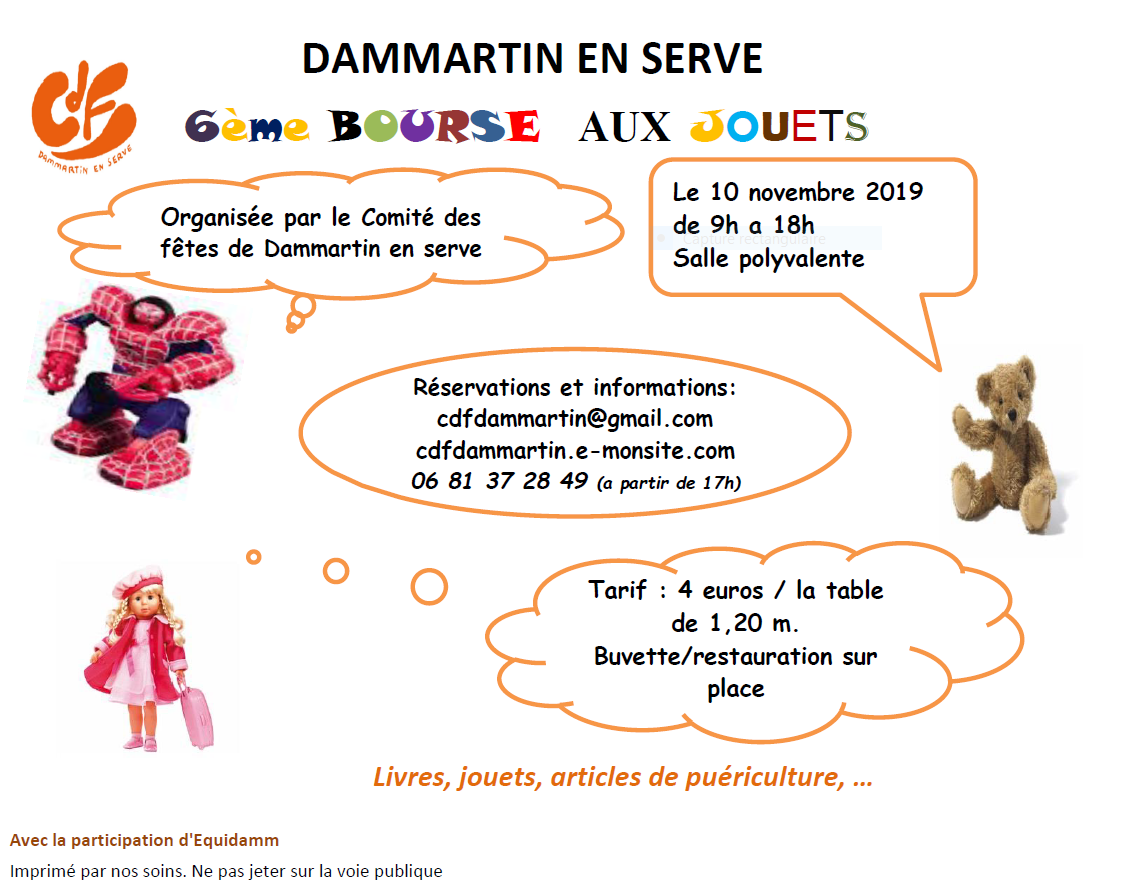 DAMMARTIN EN SERVE
cdf
DAMMARTIN EN SERVE
6ème BOURSE AUX JOUETS
Organisée par le Comité des
fêtes de Dammartin en serve
Le 10 novembre 2019
de 9h a 18h
Capture rectangulaire
Salle polyvalente
Réservations et informations:
cdfdammartin@gmail.com
cdfdammartin.e-monsite.com
06 81 37 28 49 (a partir de 17h)
Tarif : 4 euros / la table
de 1,20 m.
Buvette/restauration sur
place
Livres, jouets, articles de puériculture, ...
Avec la participation d'Equidamm
Imprimé par nos soins. Ne pas jeter sur la voie publique